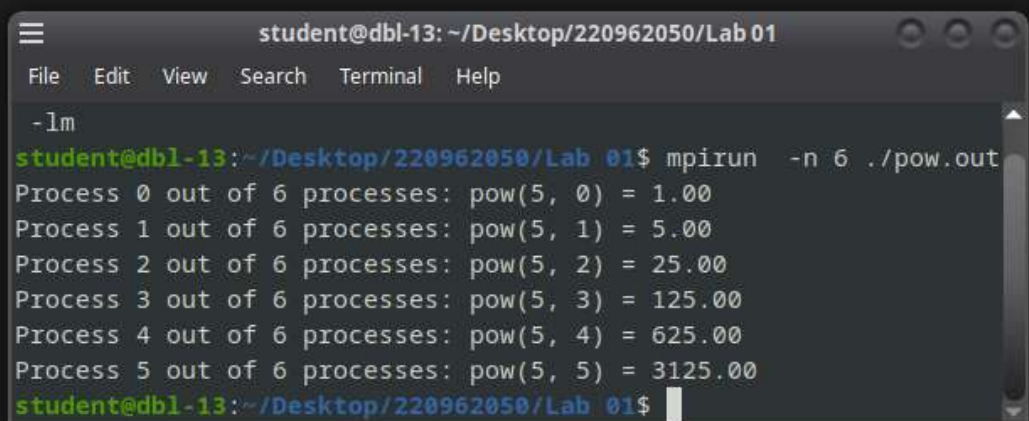 student@dbl-13: ~/Desktop/220962050/Lab 01
File Edit View Search Terminal Help
-lm
student@dbl-13:~/Desktop/220962050/Lab 01$ mpirun  -n 6 ./pow.out
Process 0 out of 6 processes: pow(5, 0) = 1.00
Process 1 out of 6 processes: pow(5, 1) = 5.00
Process 2 out of 6 processes: pow(5, 2) = 25.00
Process 3 out of 6 processes: pow(5, 3) = 125.00
Process 4 out of 6 processes: pow(5, 4) = 625.00
Process 5 out of 6 processes: pow(5, 5) = 3125.00
student@dbl-13:~/Desktop/220962050/Lab 01$